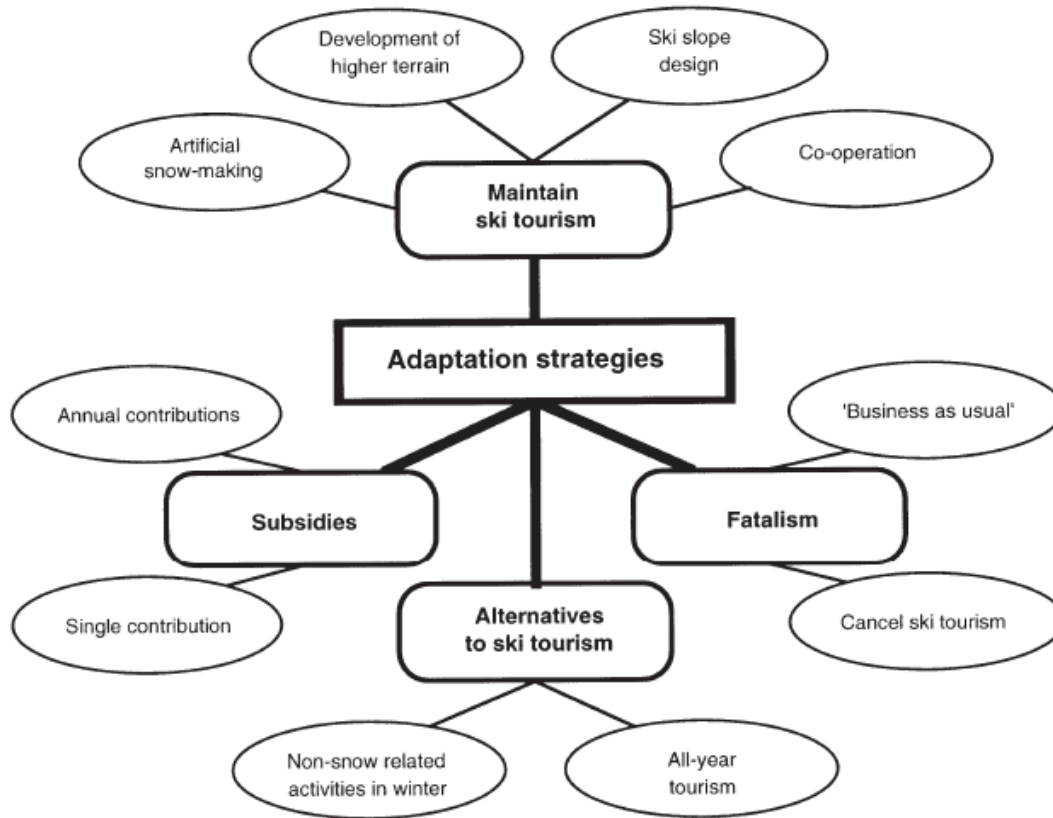 Development of
higher terrain
Ski slope
design
Artificial
snow-making
Co-operation
Maintain
ski tourism
Adaptation strategies
Annual contributions
'Business as usual'
Subsidies
Fatalism
Single contribution
Alternatives
to ski tourism
Cancel ski tourism
Non-snow related
activities in winter
All-year
tourism